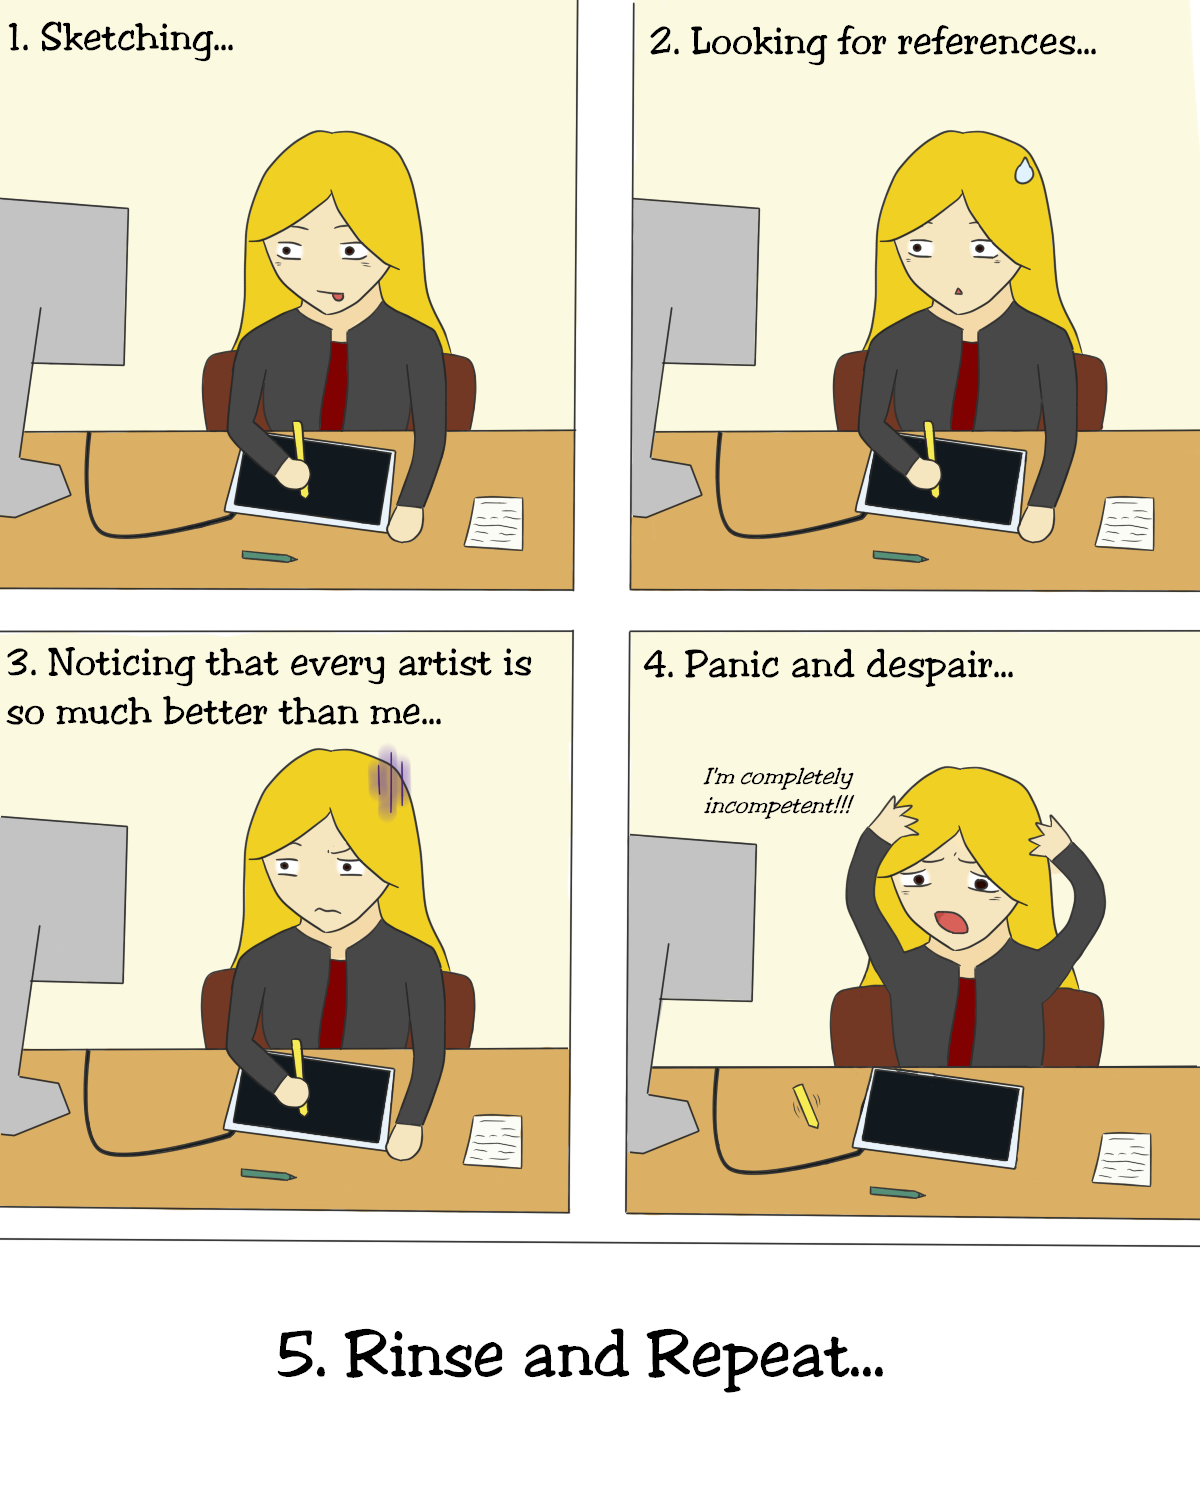 1. Sketching...
2. Looking for references...
3. Noticing that every artist is
so much better than me...
4. Panic and despair...
I'm completely
incompetent!!!
5. Rinse and Repeat...